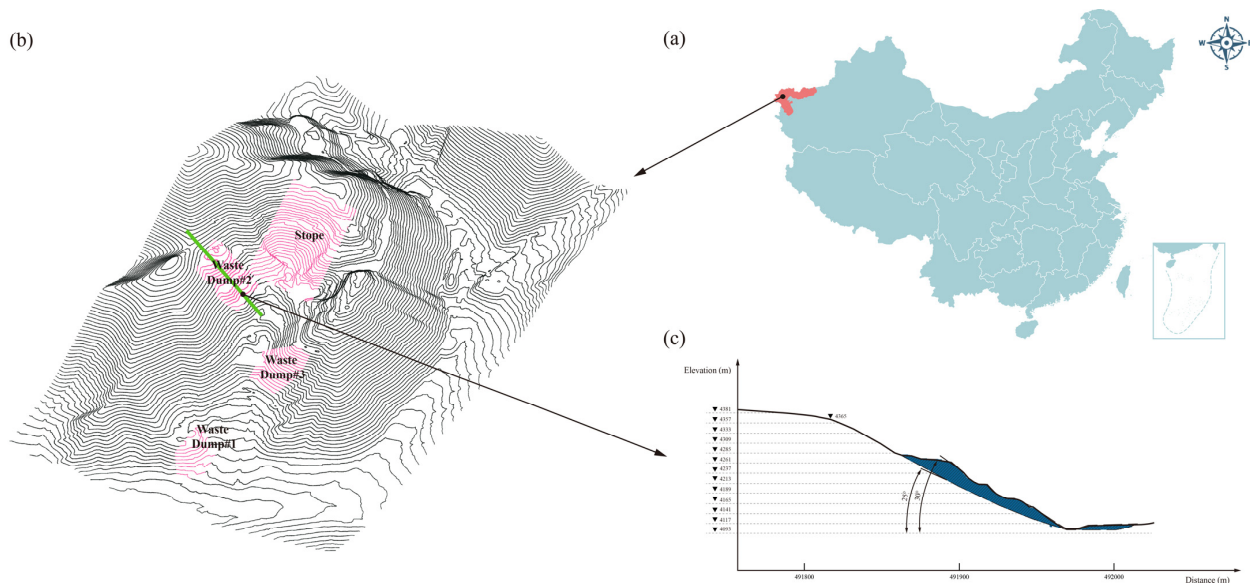 (b)
Stope
Waste
Dump#2
Waste
Dump#3
Waste
Dump#1
(a)
N
W
E
S
(c)
Elevation (m)
4381
4365
4357
4333
4309
4285
4261
4237
4213
4189
4165
4141
4117
4093
25°
30°
491800
491900
492000
Distance (m)